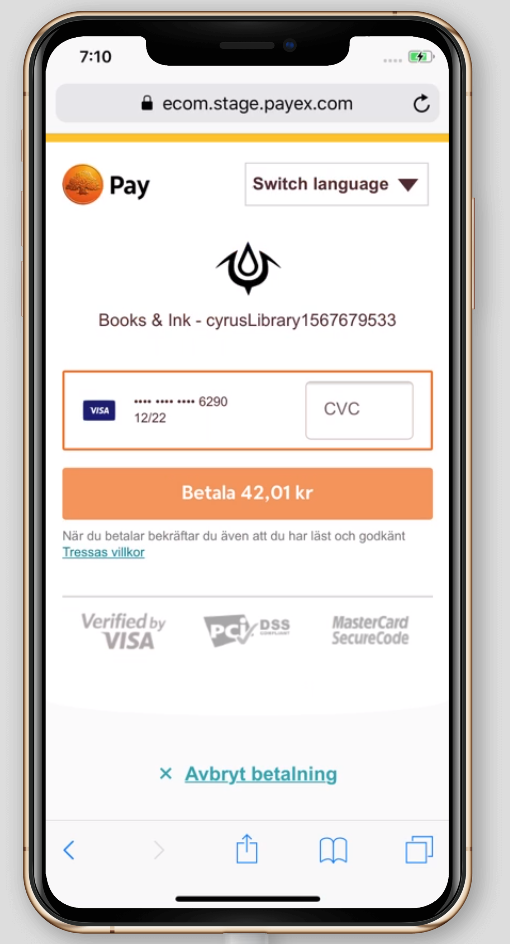 7:10
ecom.stage.payex.com
Pay
Switch language
Books & Ink - cyrusLibrary1567679533
VISA
•••• •••• •••• 6290
12/22
CVC
Betala 42,01 kr
När du betalar bekräftar du även att du har läst och godkänt
Tressas villkor
Verified by
VISA
PCI DSS
COMPLIANT
MasterCard
SecureCode
× Avbryt betalning